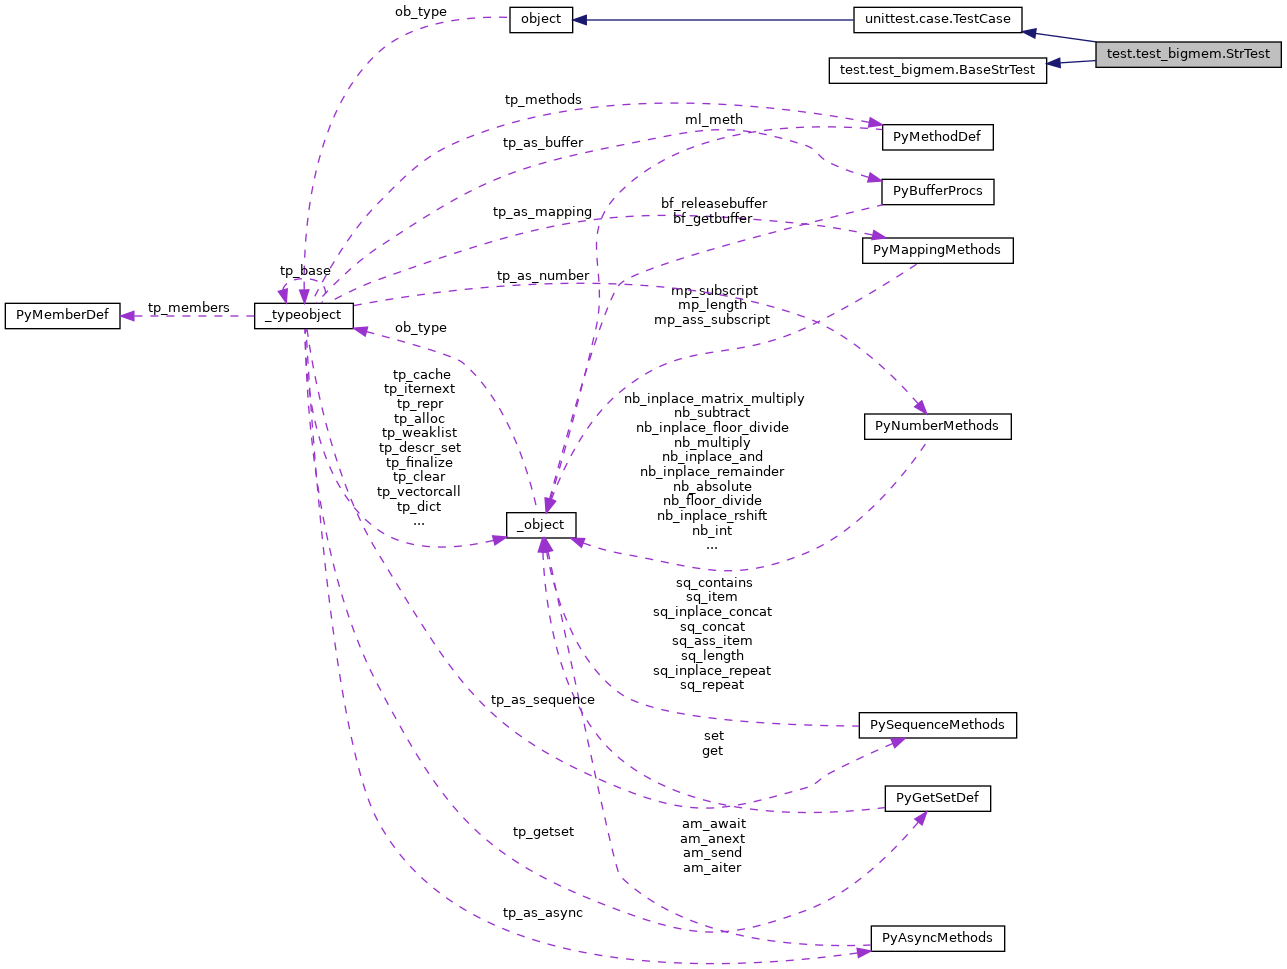 ob_type
object
unittest.case.TestCase
test.test_bigmem.StrTest
test.test_bigmem.BaseStrTest
tp_methods
ml_meth
PyMethodDef
tp_as_buffer
PyBufferProcs
bf_releasebuffer
bf_getbuffer
tp_as_mapping
PyMappingMethods
tp_base
tp_as_number
mp_subscript
mp_length
mp_ass_subscript
PyMemberDef
tp_members
_typeobject
ob_type
tp_cache
tp_iternext
tp_repr
tp_alloc
tp_weaklist
tp_descr_set
tp_finalize
tp_clear
tp_vectorcall
tp_dict
...
nb_inplace_matrix_multiply
nb_subtract
nb_inplace_floor_divide
nb_multiply
nb_inplace_and
nb_inplace_remainder
nb_absolute
nb_floor_divide
nb_inplace_rshift
nb_int
...
PyNumberMethods
_object
sq_contains
sq_item
sq_inplace_concat
sq_concat
sq_ass_item
sq_length
sq_inplace_repeat
sq_repeat
tp_as_sequence
PySequenceMethods
set
get
PyGetSetDef
tp_getset
am_await
am_anext
am_send
am_aiter
tp_as_async
PyAsyncMethods